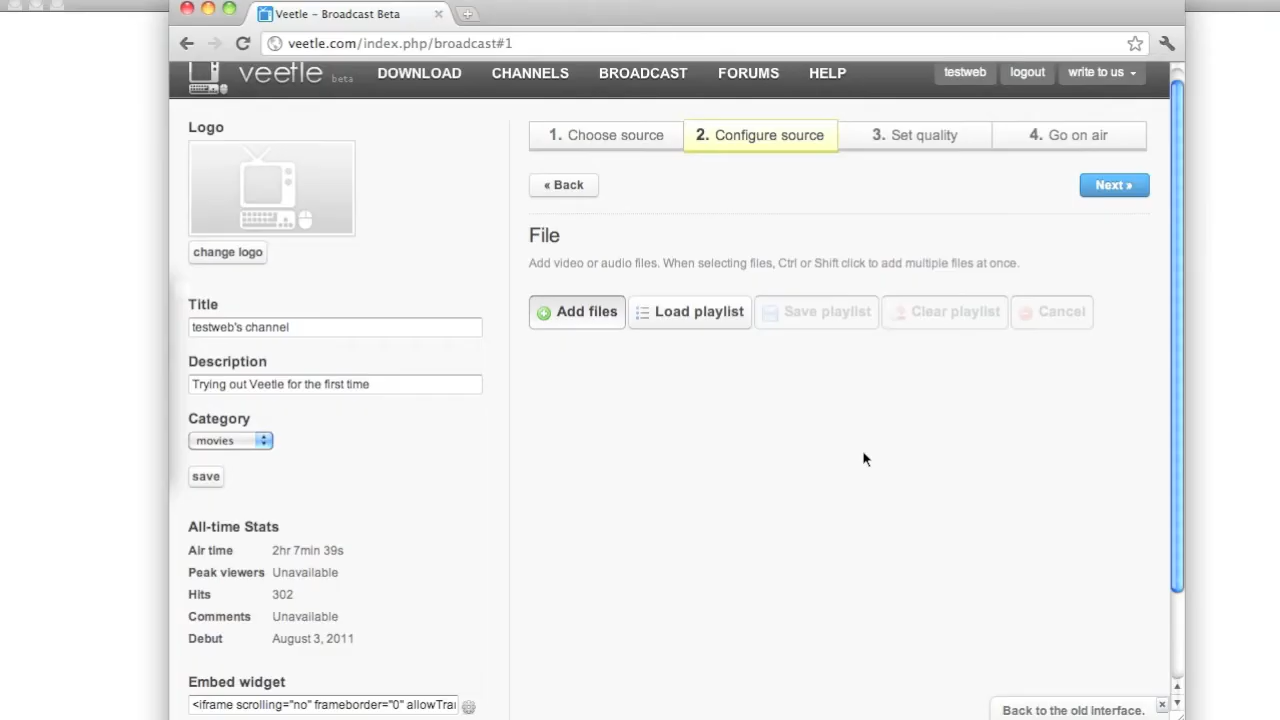 Veetle – Broadcast Beta
veetle.com/index.php/broadcast#1
veetle beta DOWNLOAD CHANNELS BROADCAST FORUMS HELP testweb logout write to us
Logo
1. Choose source 2. Configure source 3. Set quality 4. Go on air
« Back Next »
change logo
File
Add video or audio files. When selecting files, Ctrl or Shift click to add multiple files at once.
Title
testweb's channel
Add files Load playlist Save playlist Clear playlist Cancel
Description
Trying out Veetle for the first time
Category
movies
save
All-time Stats
Air time 2hr 7min 39s
Peak viewers Unavailable
Hits 302
Comments Unavailable
Debut August 3, 2011
Embed widget
<iframe scrolling="no" frameborder="0" allowTra
Back to the old interface.